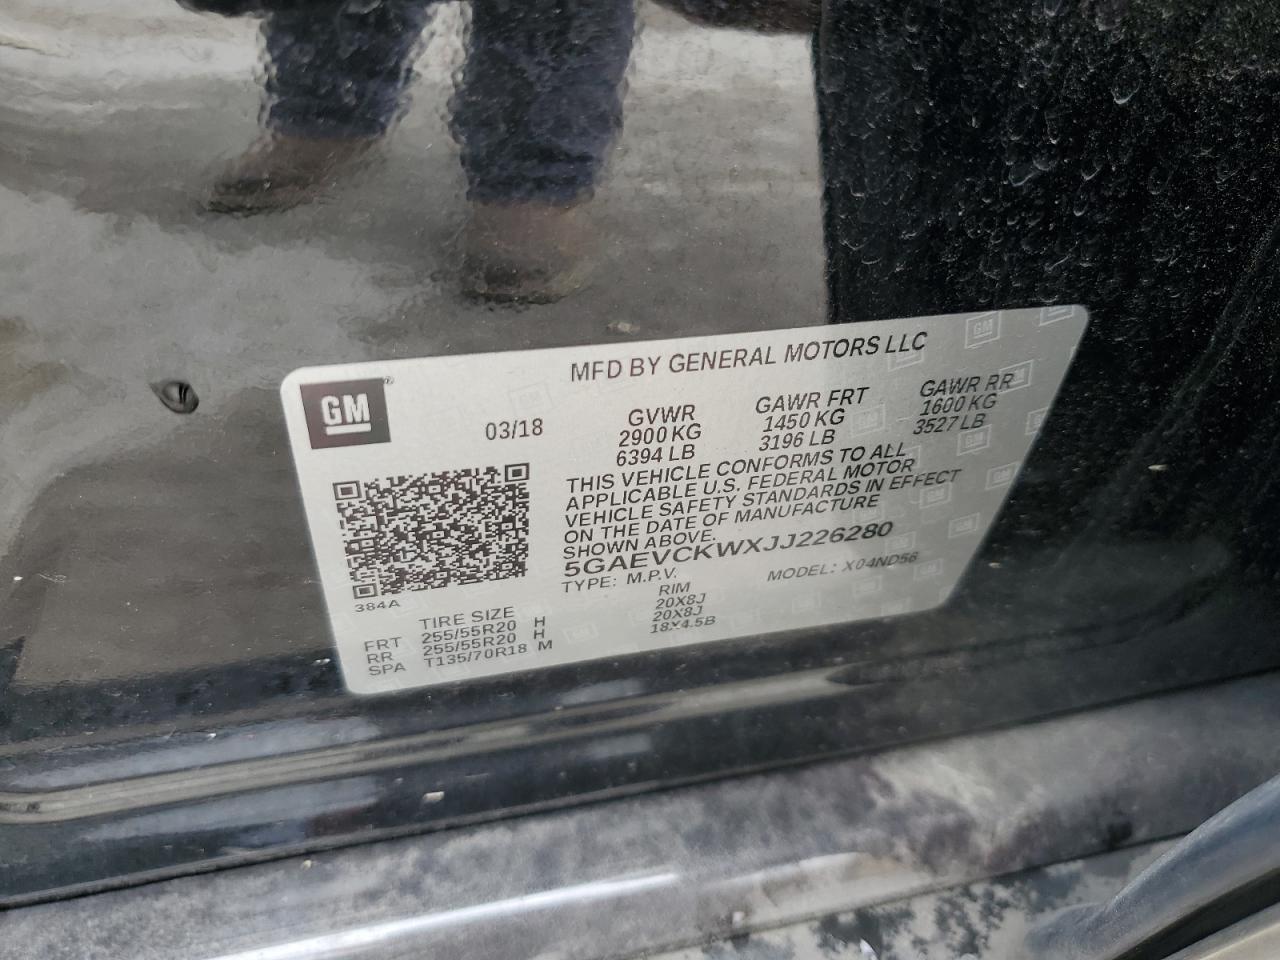 MFD BY GENERAL MOTORS LLC
GM
03/18
GVWR
2900 KG
6394 LB
GAWR FRT
1450 KG
3196 LB
GAWR RR
1600 KG
3527 LB
THIS VEHICLE CONFORMS TO ALL
APPLICABLE U.S. FEDERAL MOTOR
VEHICLE SAFETY STANDARDS IN EFFECT
ON THE DATE OF MANUFACTURE
SHOWN ABOVE.
5GAEVCKWXJJ226280
TYPE: M.P.V.
MODEL: X04ND56
384A
TIRE SIZE RIM
FRT 255/55R20 H 20X8J
RR 255/55R20 H 20X8J
SPA T135/70R18 M 18X4.5B